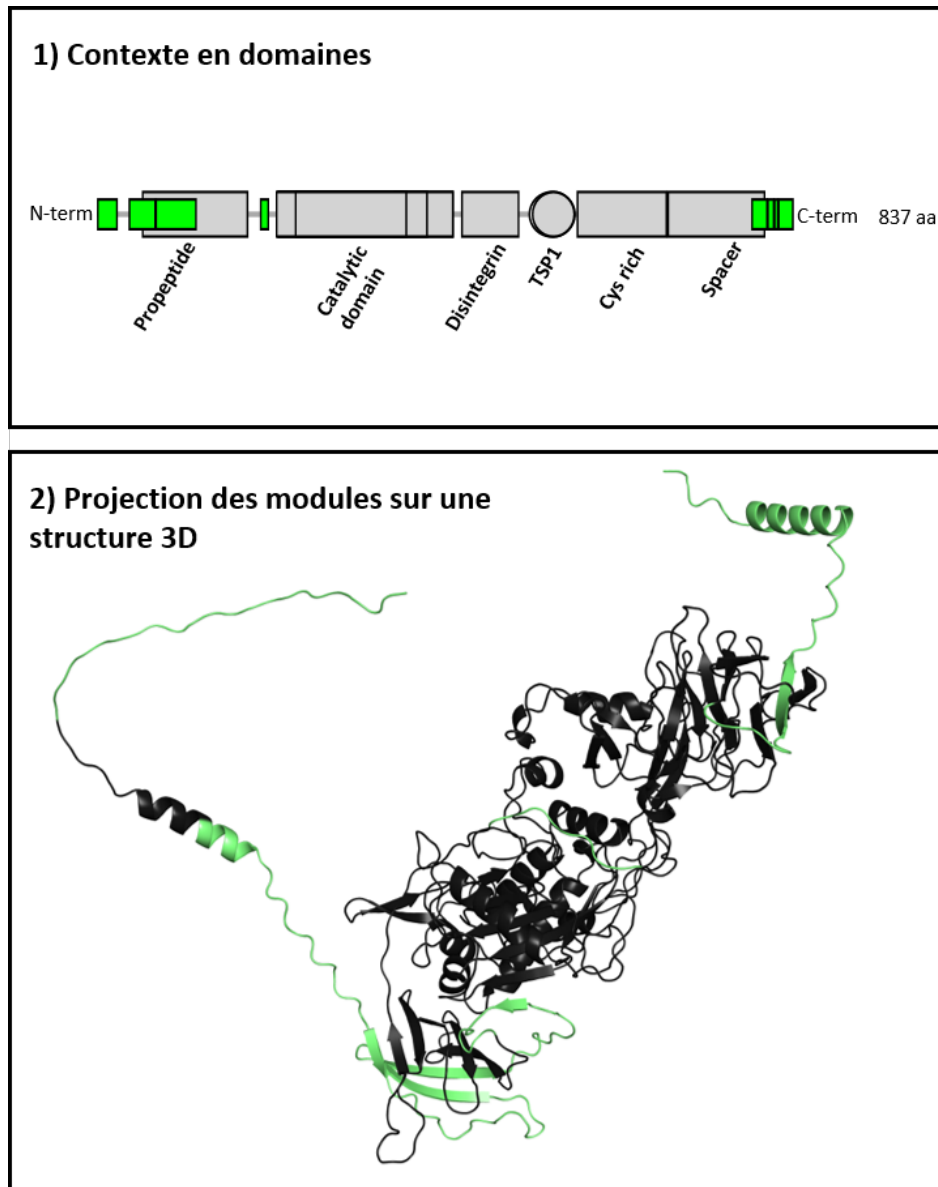 1) Contexte en domaines
N-term
C-term
837 aa
Propeptide
Catalytic
domain
Disintegrin
TSP1
Cys rich
Spacer
2) Projection des modules sur une
structure 3D